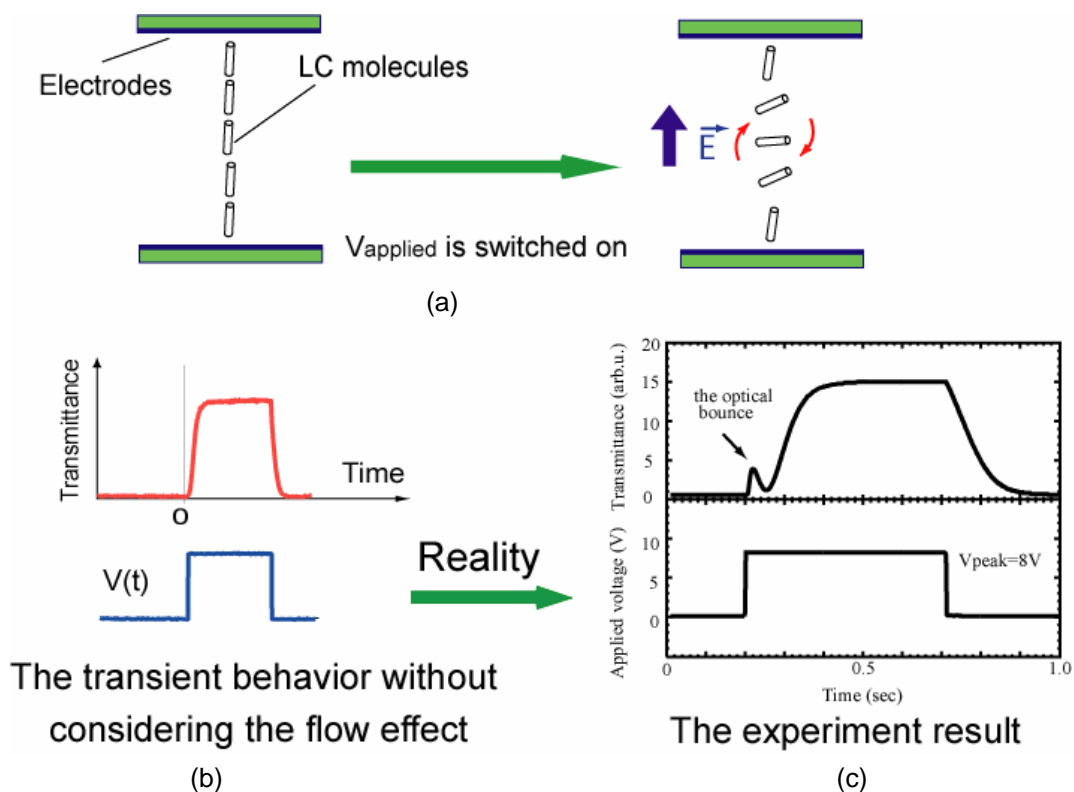 Electrodes
LC molecules
E
Vapplied is switched on
(a)
Transmittance
Time
0
V(t)
Reality
The transient behavior without
considering the flow effect
(b)
Transmittance (arb.u.)
20
15
10
5
0
the optical
bounce
Applied voltage (V)
10
5
0
Vpeak=8V
0
0.5
1.0
Time (sec)
The experiment result
(c)